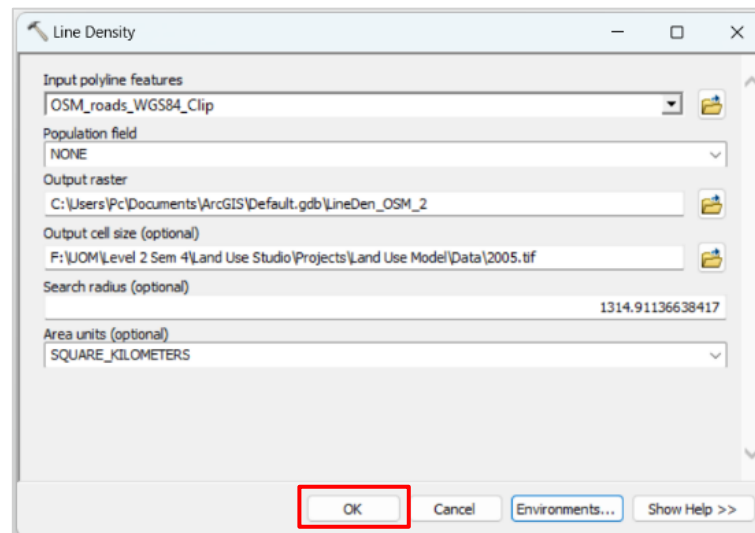 Line Density
Input polyline features
OSM_roads_WGS84_Clip
Population field
NONE
Output raster
C:\Users\Pc\Documents\ArcGIS\Default.gdb\LineDen_OSM_2
Output cell size (optional)
F:\UOM\Level 2 Sem 4\Land Use Studio\Projects\Land Use Model\Data\2005.tif
Search radius (optional)
1314.91136638417
Area units (optional)
SQUARE_KILOMETERS
OK Cancel Environments... Show Help >>